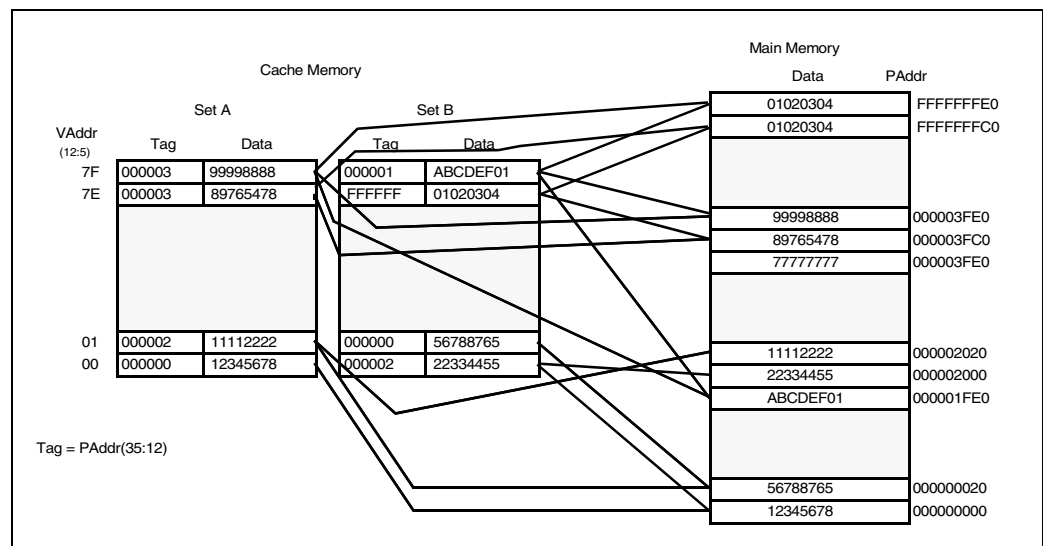 Main Memory
Cache Memory
Data PAddr
Set A Set B
01020304 FFFFFFFE0
01020304 FFFFFFFC0
VAddr
(12:5)
Tag Data Tag Data
7F 000003 99998888 000001 ABCDEF01
7E 000003 89765478 FFFFFF 01020304
99998888 000003FE0
89765478 000003FC0
77777777 000003FE0
01 000002 11112222 000000 56788765
00 000000 12345678 000002 22334455
11112222 000002020
22334455 000002000
ABCDEF01 000001FE0
Tag = PAddr(35:12)
56788765 000000020
12345678 000000000